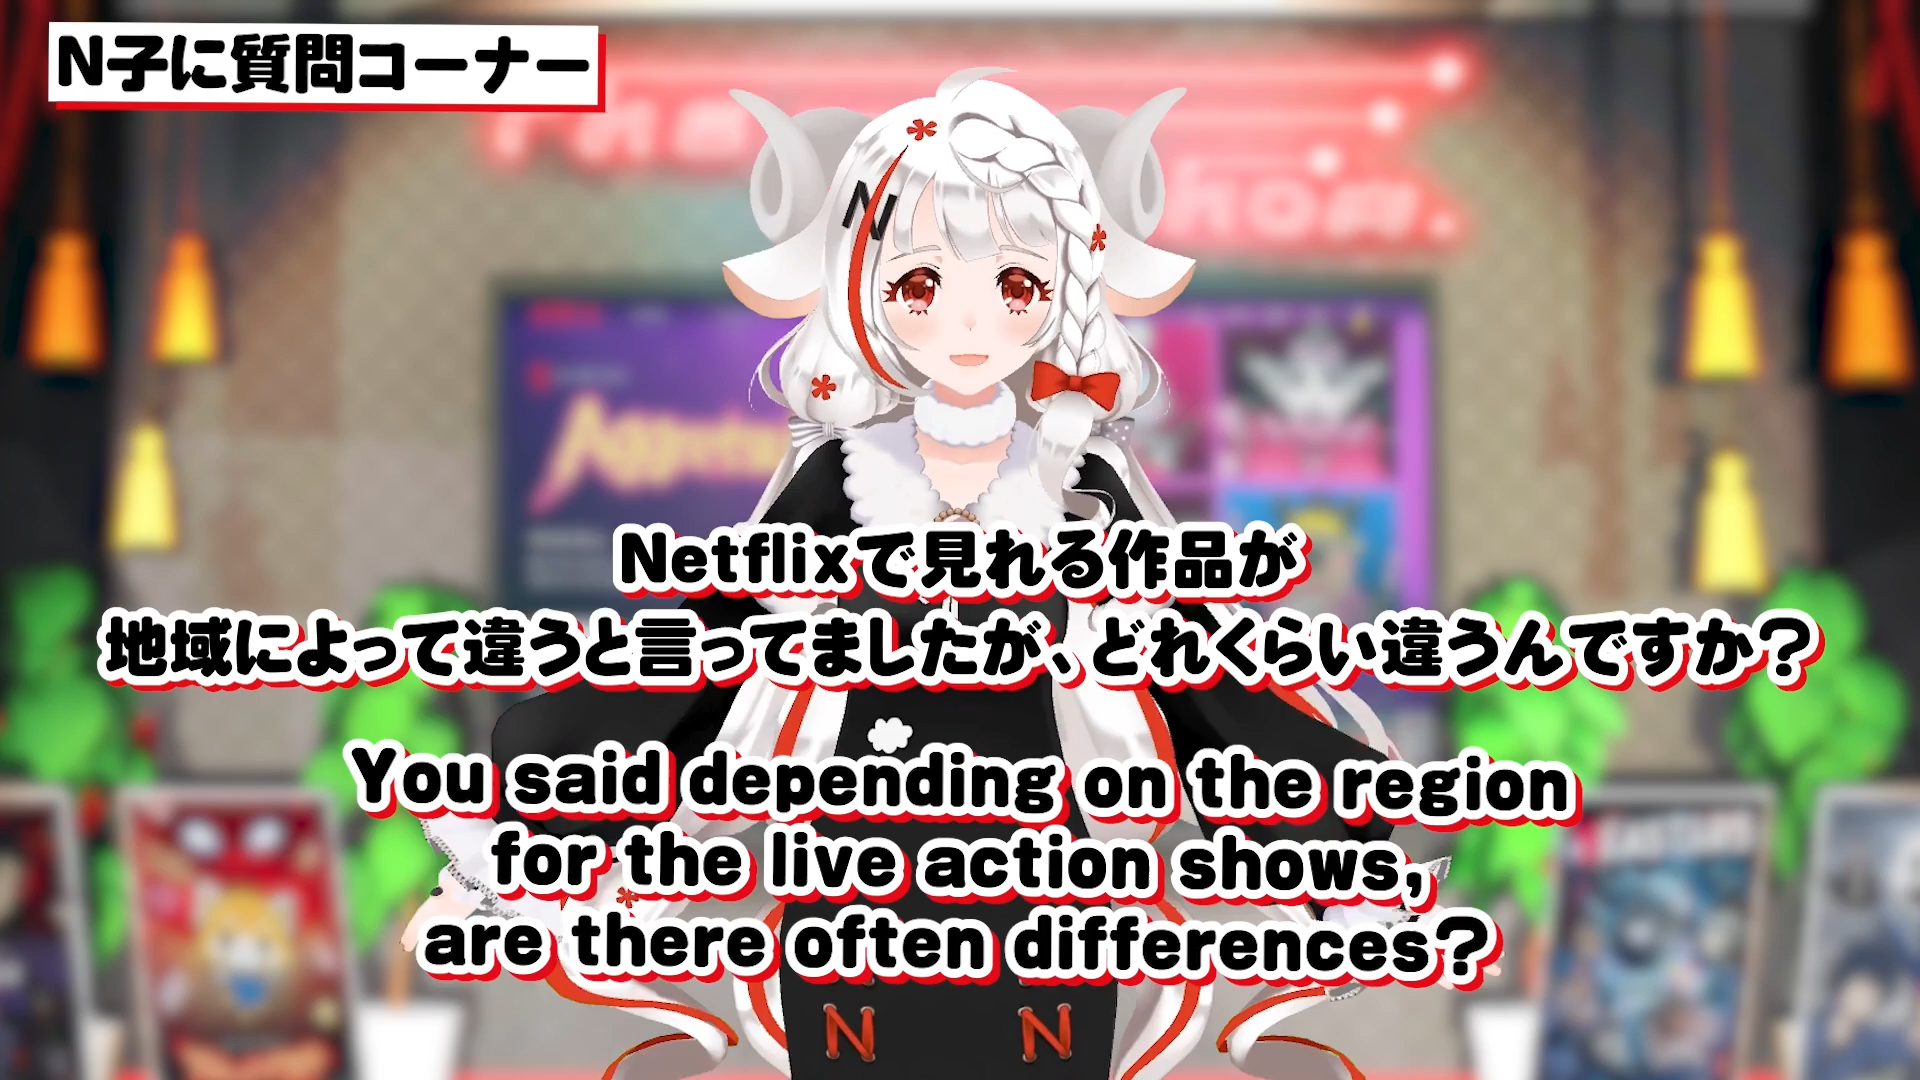 N子に質問コーナー
N
Netflixで見れる作品が
地域によって違うと言ってましたが、どれくらい違うんですか?
You said depending on the region
for the live action shows,
are there often differences?
N N